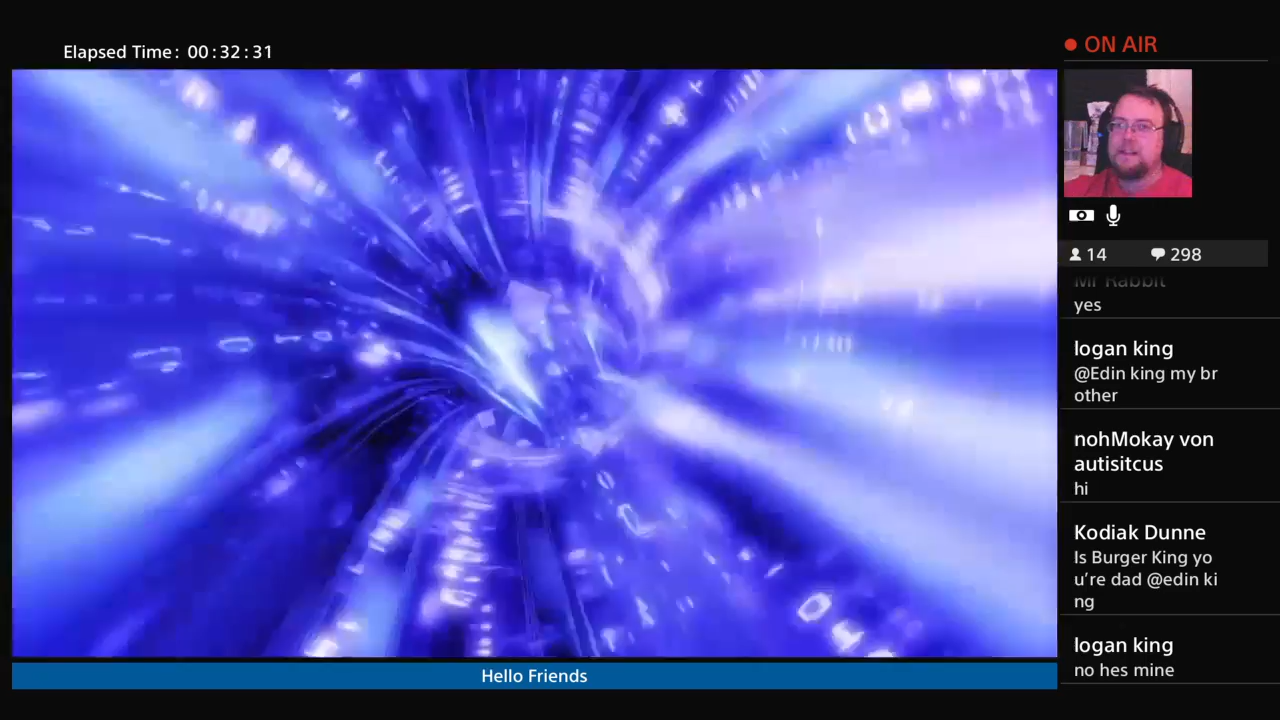 Elapsed Time: 00:32:31
ON AIR
14
298
Mr Rabbit
yes
logan king
@Edin king my br
other
nohMokay von
autisitcus
hi
Kodiak Dunne
Is Burger King yo
u're dad @edin ki
ng
logan king
no hes mine
Hello Friends